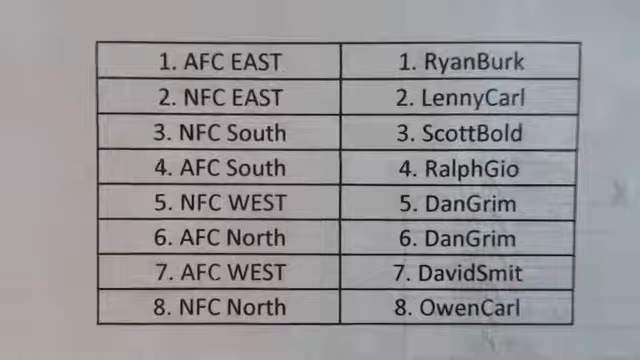 1. AFC EAST 1. RyanBurk
2. NFC EAST 2. LennyCarl
3. NFC South 3. ScottBold
4. AFC South 4. RalphGio
5. NFC WEST 5. DanGrim
6. AFC North 6. DanGrim
7. AFC WEST 7. DavidSmit
8. NFC North 8. OwenCarl